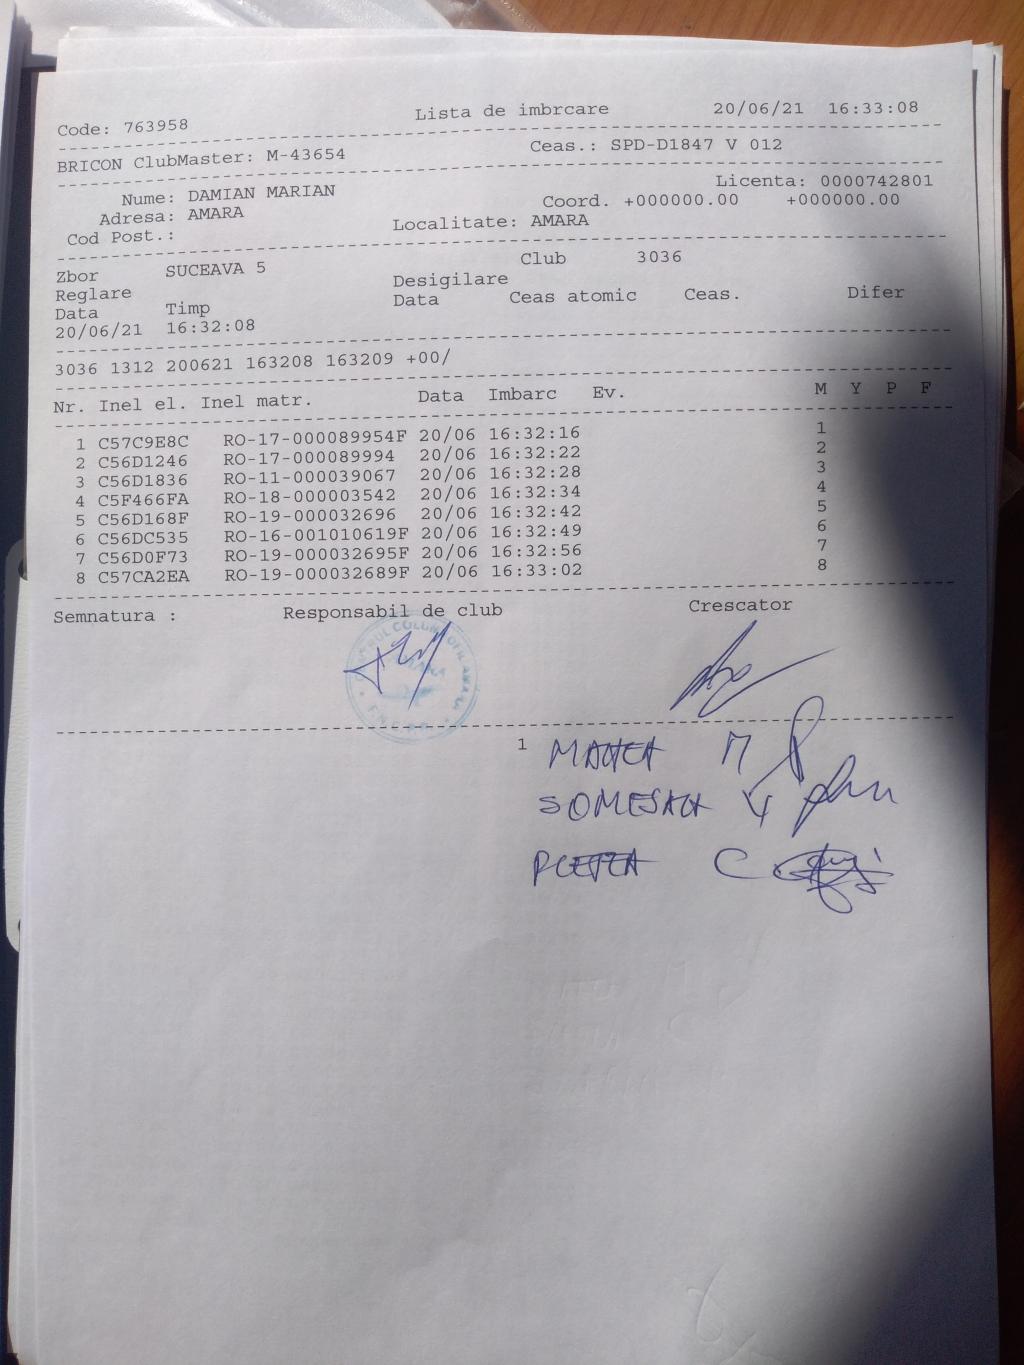 Code: 763958 Lista de imbrcare 20/06/21 16:33:08
BRICON ClubMaster: M-43654 Ceas.: SPD-D1847 V 012
Nume: DAMIAN MARIAN Licenta: 0000742801
Adresa: AMARA Coord. +000000.00 +000000.00
Cod Post.: Localitate: AMARA
Zbor SUCEAVA 5 Club 3036
Reglare Desigilare
Data Timp Data Ceas atomic Ceas. Difer
20/06/21 16:32:08
3036 1312 200621 163208 163209 +00/
Nr. Inel el. Inel matr. Data Imbarc Ev. M Y P F
1 C57C9E8C RO-17-000089954F 20/06 16:32:16 1
2 C56D1246 RO-17-000089994 20/06 16:32:22 2
3 C56D1836 RO-11-000039067 20/06 16:32:28 3
4 C5F466FA RO-18-000003542 20/06 16:32:34 4
5 C56D168F RO-19-000032696 20/06 16:32:42 5
6 C56DC535 RO-16-001010619F 20/06 16:32:49 6
7 C56D0F73 RO-19-000032695F 20/06 16:32:56 7
8 C57CA2EA RO-19-000032689F 20/06 16:33:02 8
Semnatura : Responsabil de club Crescator
1